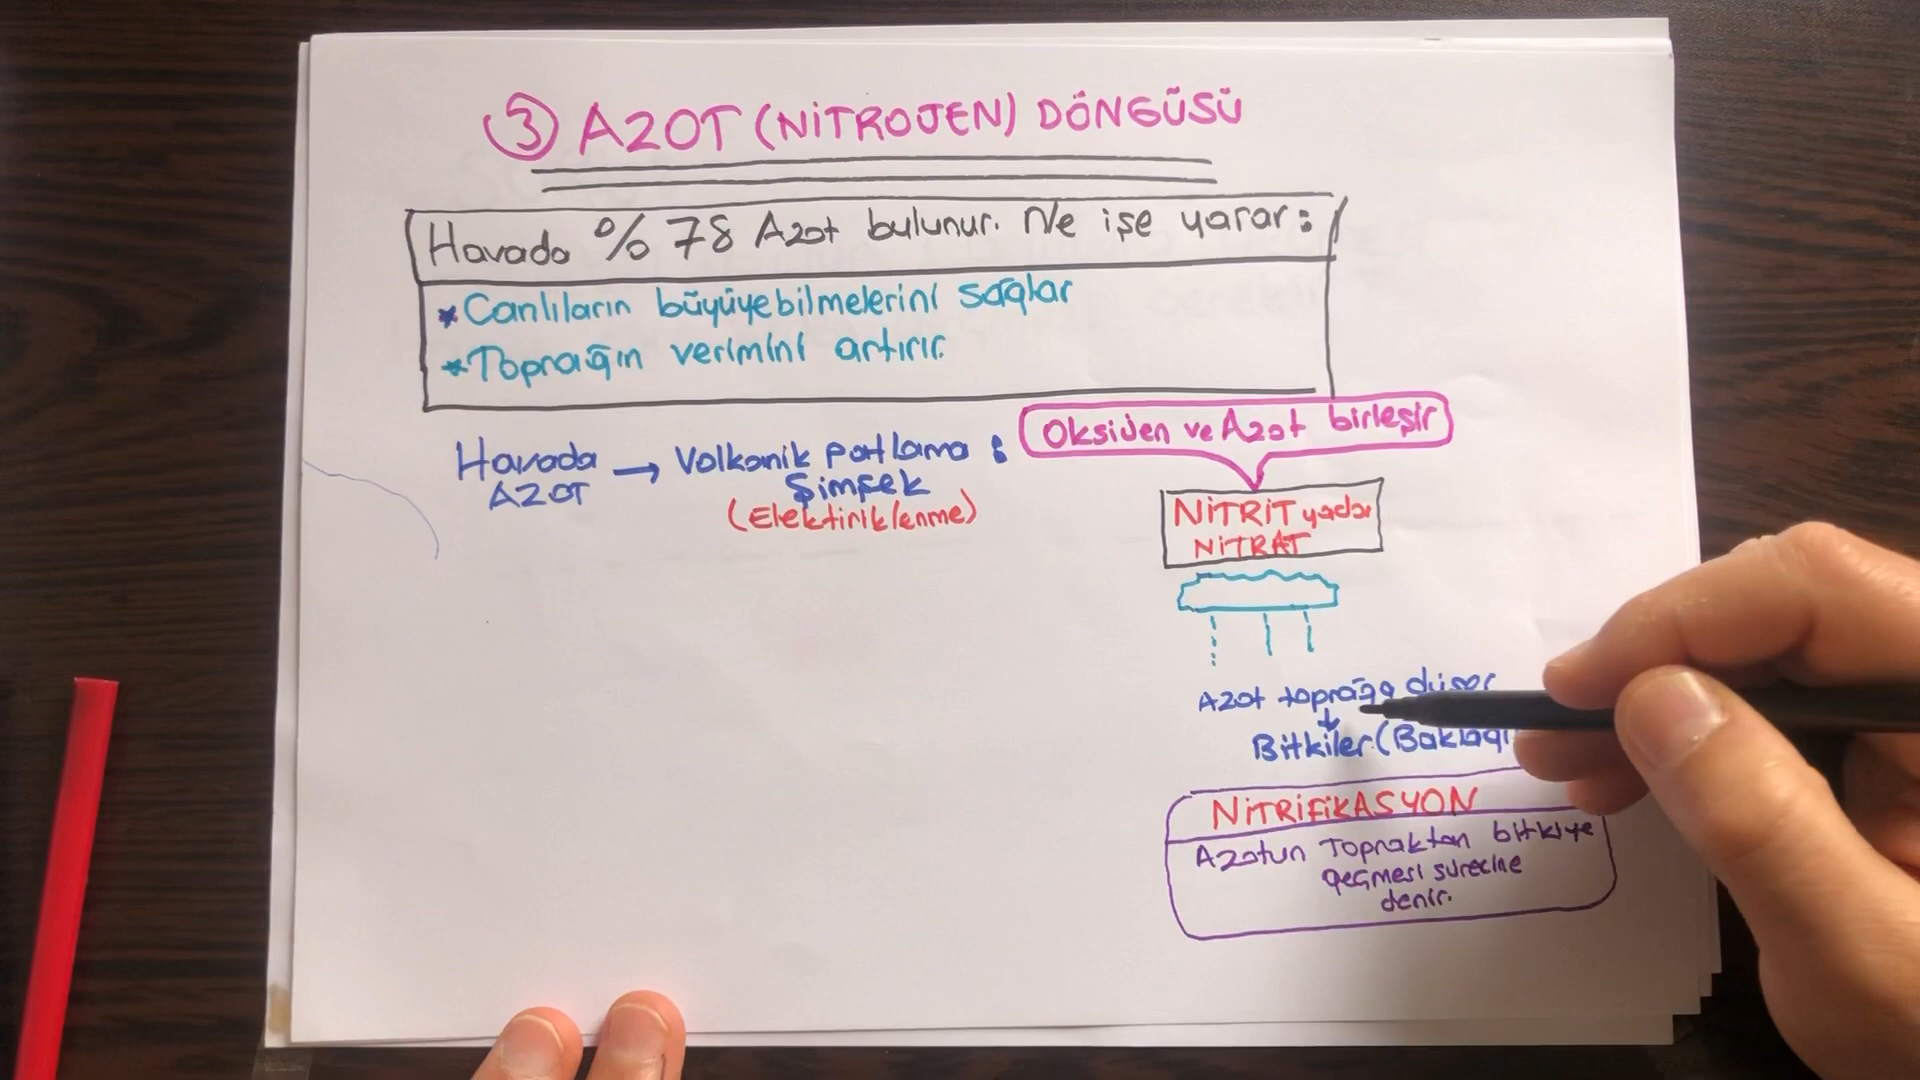 3 AZOT (NİTROJEN) DÖNGÜSÜ
Havada % 78 Azot bulunur. Ne işe yarar:
*Canlıların büyüyebilmelerini sağlar
*Toprağın verimini artırır.
Havada → Volkanik patlama :
AZOT Şimşek
(Elektiriklenme)
Oksijen ve Azot birleşir
NİTRİT yada
NİTRAT
Azot toprağa düşer
Bitkiler (Baklagi
NİTRİFİKASYON
Azotun Topraktan bitkiye
geçmesi sürecine
denir.